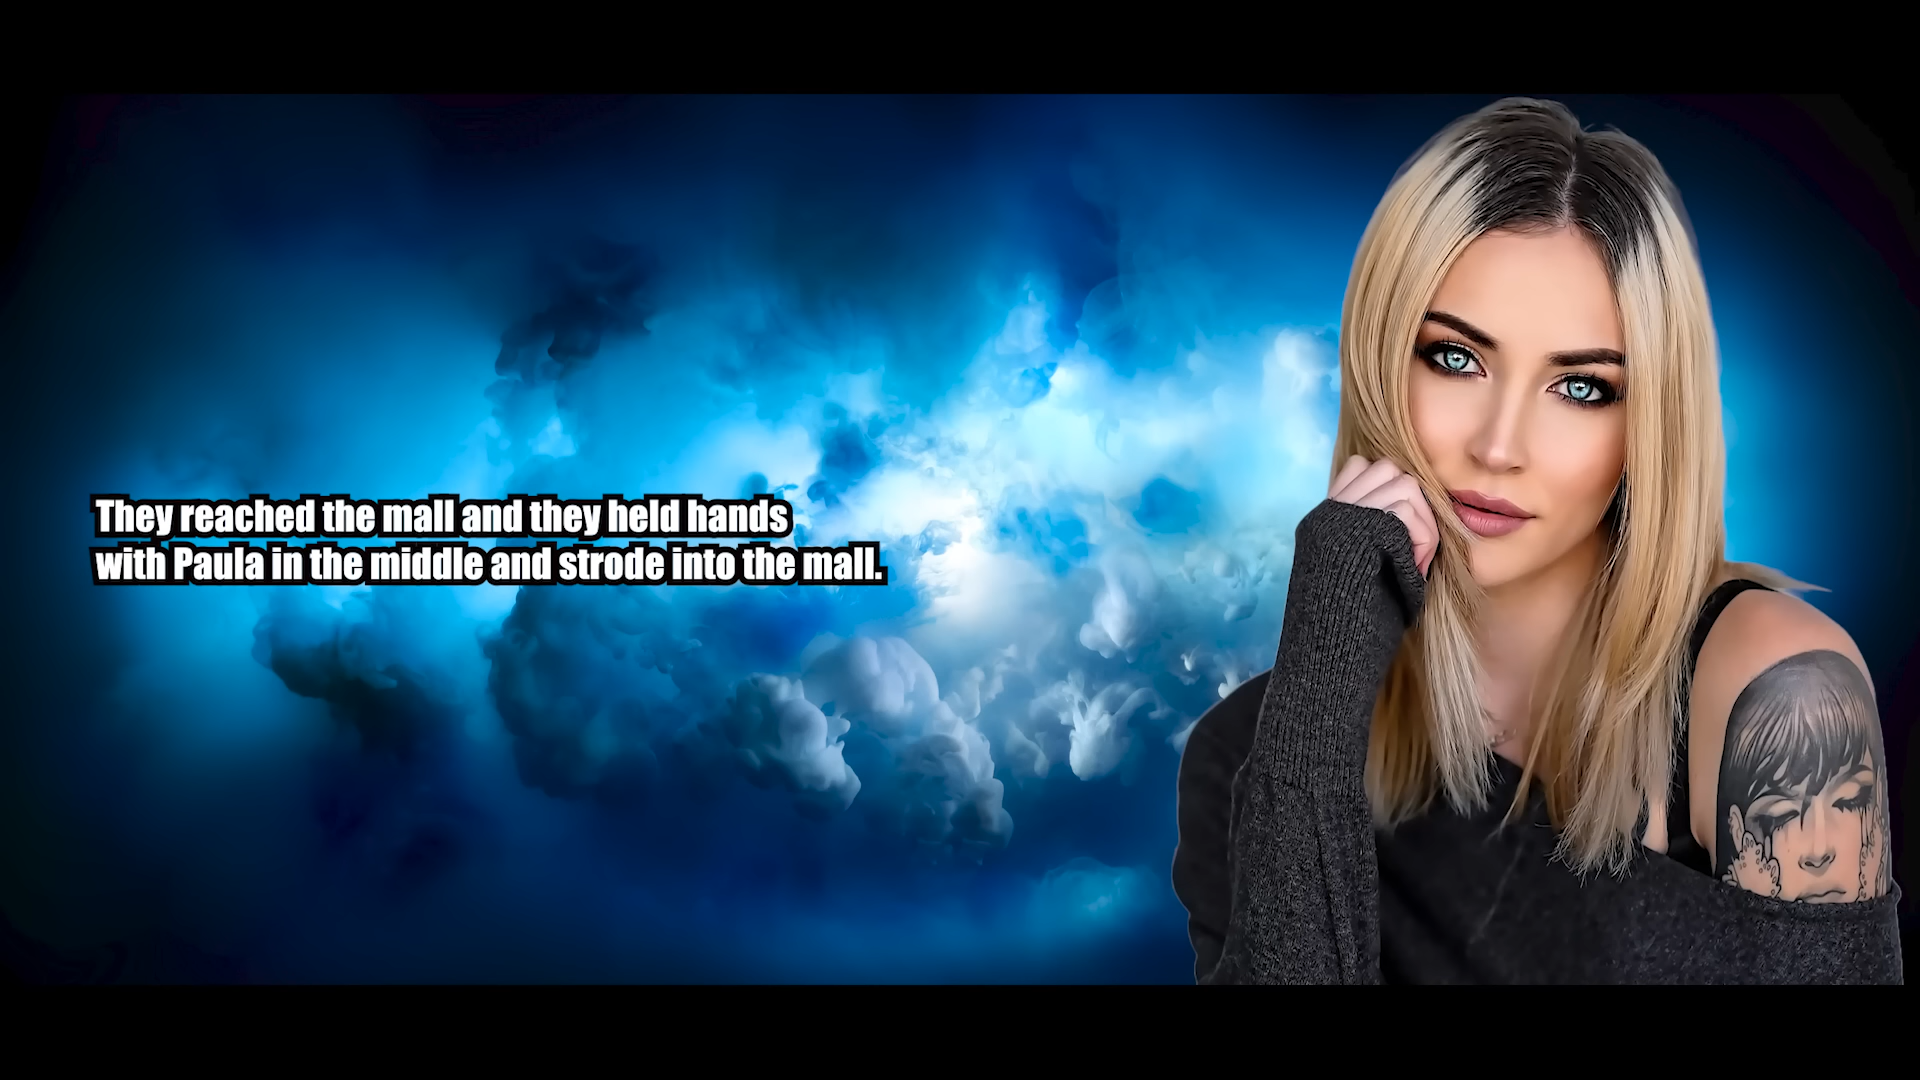 They reached the mall and they held hands
with Paula in the middle and strode into the mall.